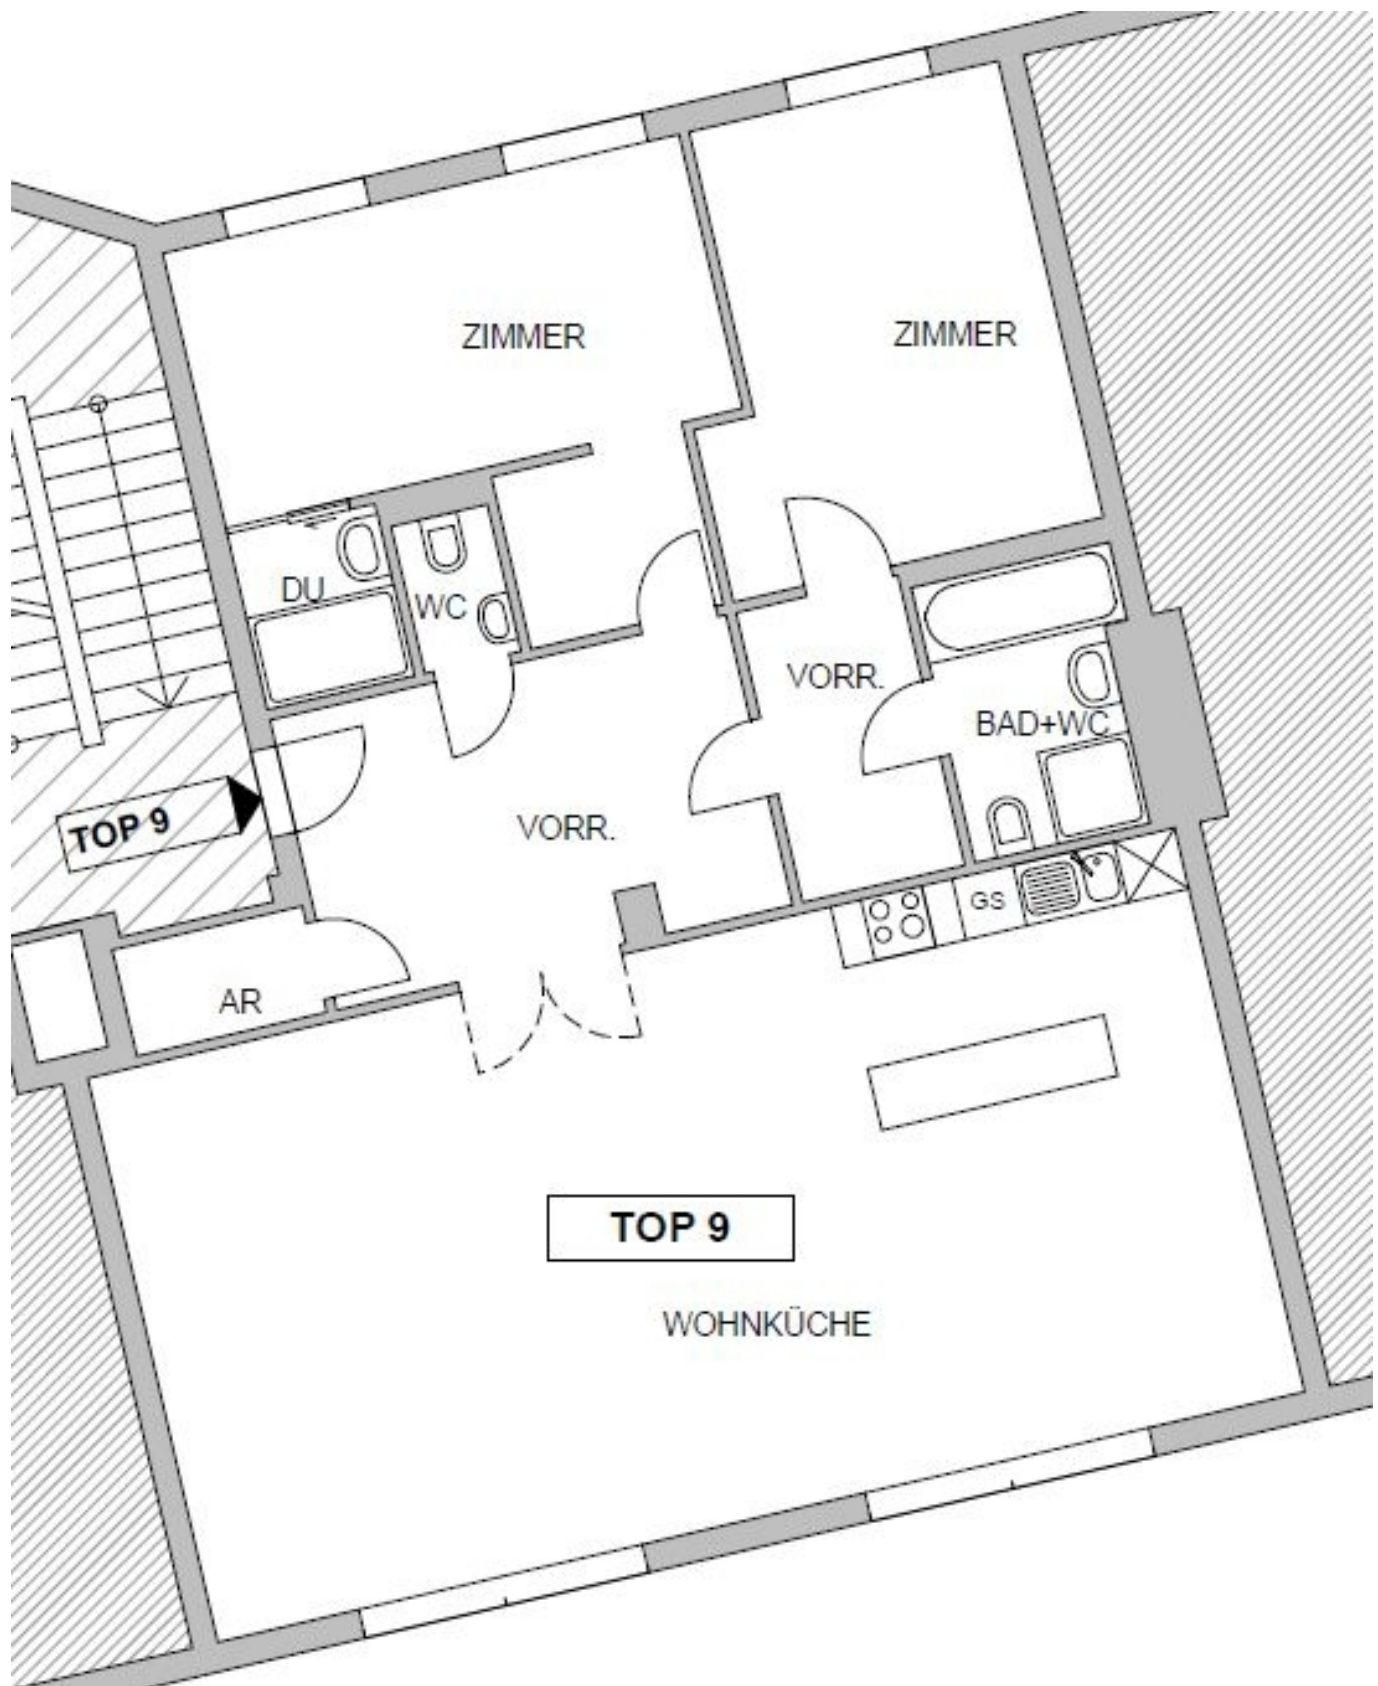 ZIMMER
ZIMMER
DU
WC
VORR.
BAD+WC
TOP 9
VORR.
GS
AR
TOP 9
WOHNKÜCHE